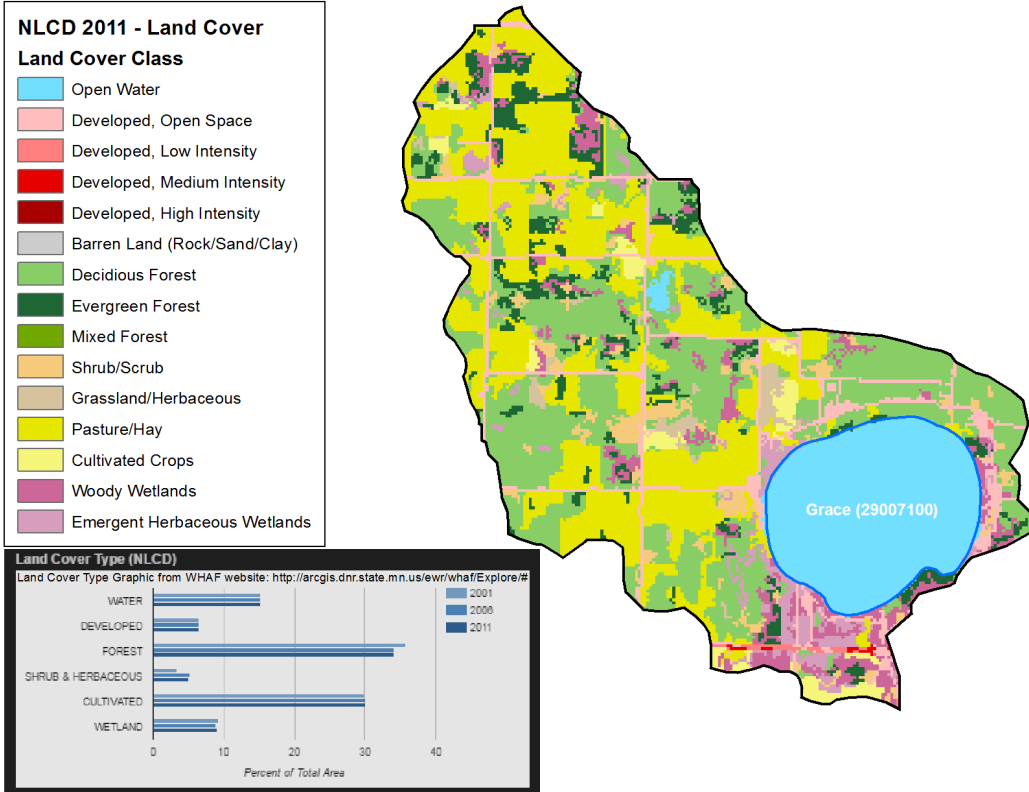 NLCD 2011 - Land Cover
Land Cover Class
Open Water
Developed, Open Space
Developed, Low Intensity
Developed, Medium Intensity
Developed, High Intensity
Barren Land (Rock/Sand/Clay)
Decidious Forest
Evergreen Forest
Mixed Forest
Shrub/Scrub
Grassland/Herbaceous
Pasture/Hay
Cultivated Crops
Woody Wetlands
Emergent Herbaceous Wetlands
Grace (29007100)
Land Cover Type (NLCD)
Land Cover Type Graphic from WHAF website: http://arcgis.dnr.state.mn.us/ewr/whaf/Explore/#
2001
2006
2011
WATER
DEVELOPED
FOREST
SHRUB & HERBACEOUS
CULTIVATED
WETLAND
0 10 20 30 40
Percent of Total Area